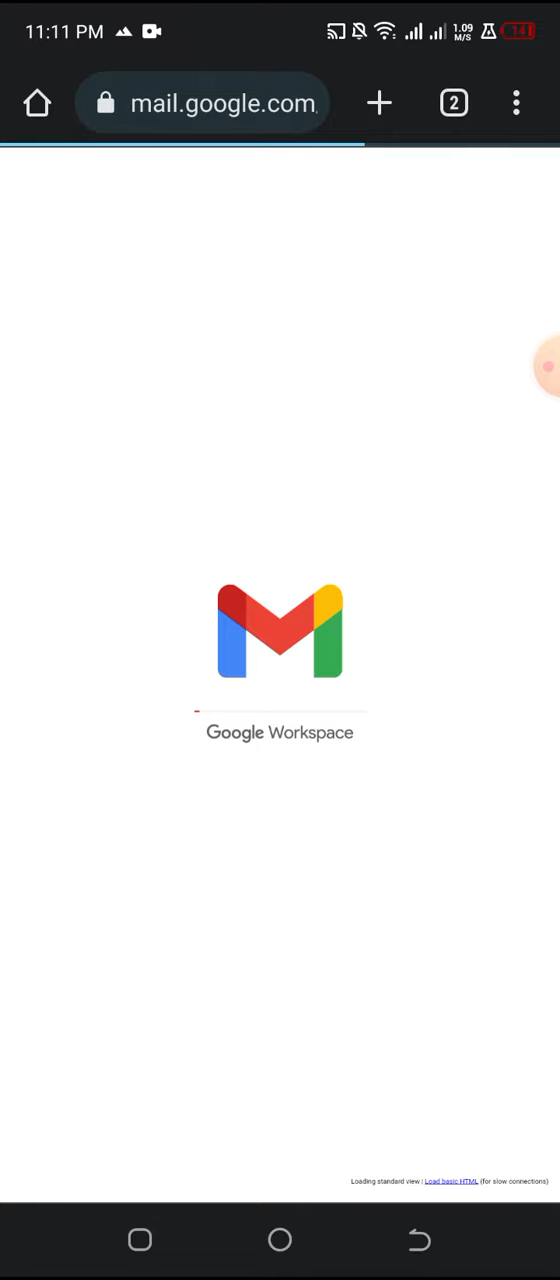 11:11 PM
1.09
M/S
14
mail.google.com
2
Google Workspace
Loading standard view | Load basic HTML (for slow connections)